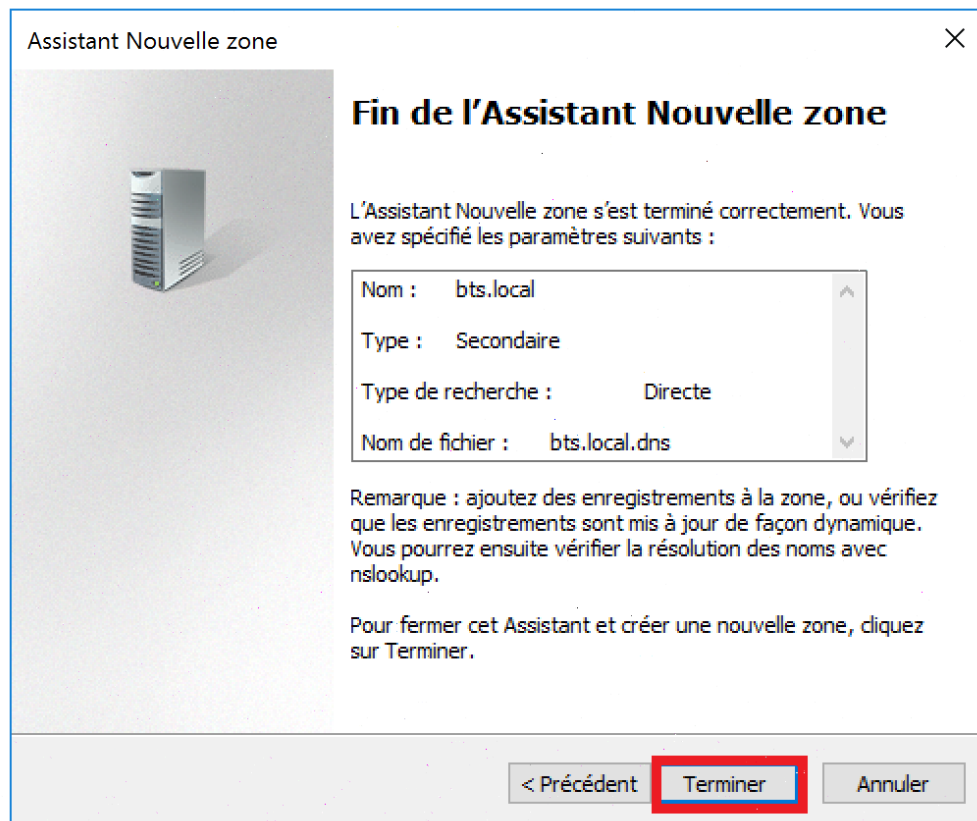 Assistant Nouvelle zone
Fin de l’Assistant Nouvelle zone
L’Assistant Nouvelle zone s’est terminé correctement. Vous
avez spécifié les paramètres suivants :
Nom : bts.local
Type : Secondaire
Type de recherche : Directe
Nom de fichier : bts.local.dns
Remarque : ajoutez des enregistrements à la zone, ou vérifiez
que les enregistrements sont mis à jour de façon dynamique.
Vous pourrez ensuite vérifier la résolution des noms avec
nslookup.
Pour fermer cet Assistant et créer une nouvelle zone, cliquez
sur Terminer.
< Précédent Terminer Annuler